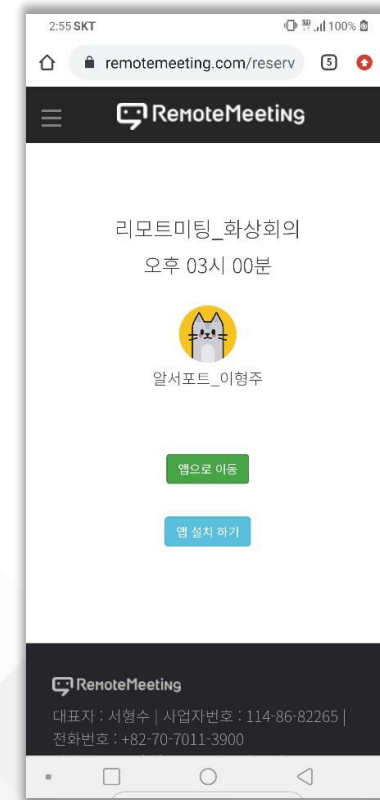 2:55 SKT 100%
remotemeeting.com/reserv 5
RemoteMeeting
리모트미팅_화상회의
오후 03시 00분
알서포트_이형주
앱으로 이동
앱 설치 하기
RemoteMeeting
대표자 : 서형수 | 사업자번호 : 114-86-82265 |
전화번호 : +82-70-7011-3900